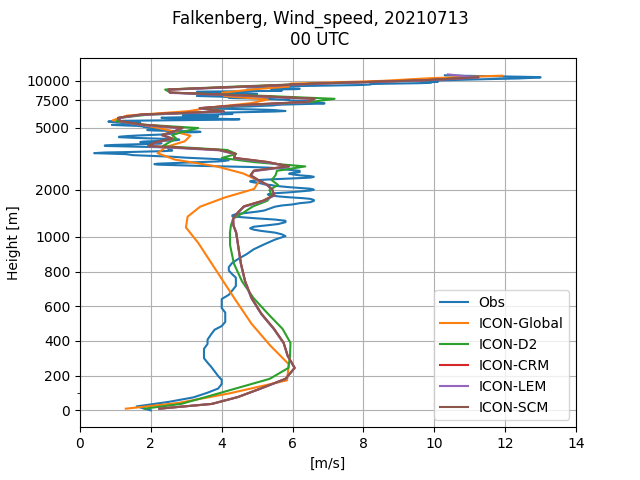 Falkenberg, Wind_speed, 20210713
00 UTC
10000
7500
5000
2000
1000
800
600
400
200
0
Height [m]
0 2 4 6 8 10 12 14
[m/s]
Obs
ICON-Global
ICON-D2
ICON-CRM
ICON-LEM
ICON-SCM